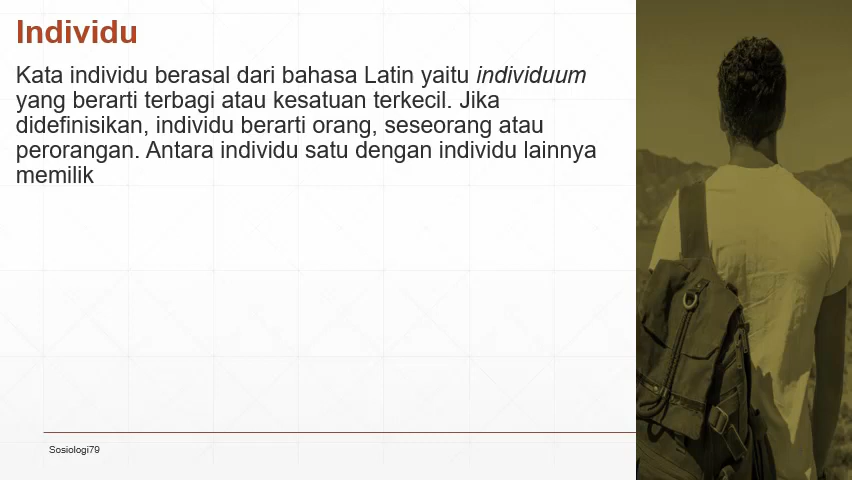 Individu
Kata individu berasal dari bahasa Latin yaitu individuum
yang berarti terbagi atau kesatuan terkecil. Jika
didefinisikan, individu berarti orang, seseorang atau
perorangan. Antara individu satu dengan individu lainnya
memilik
Sosiologi79